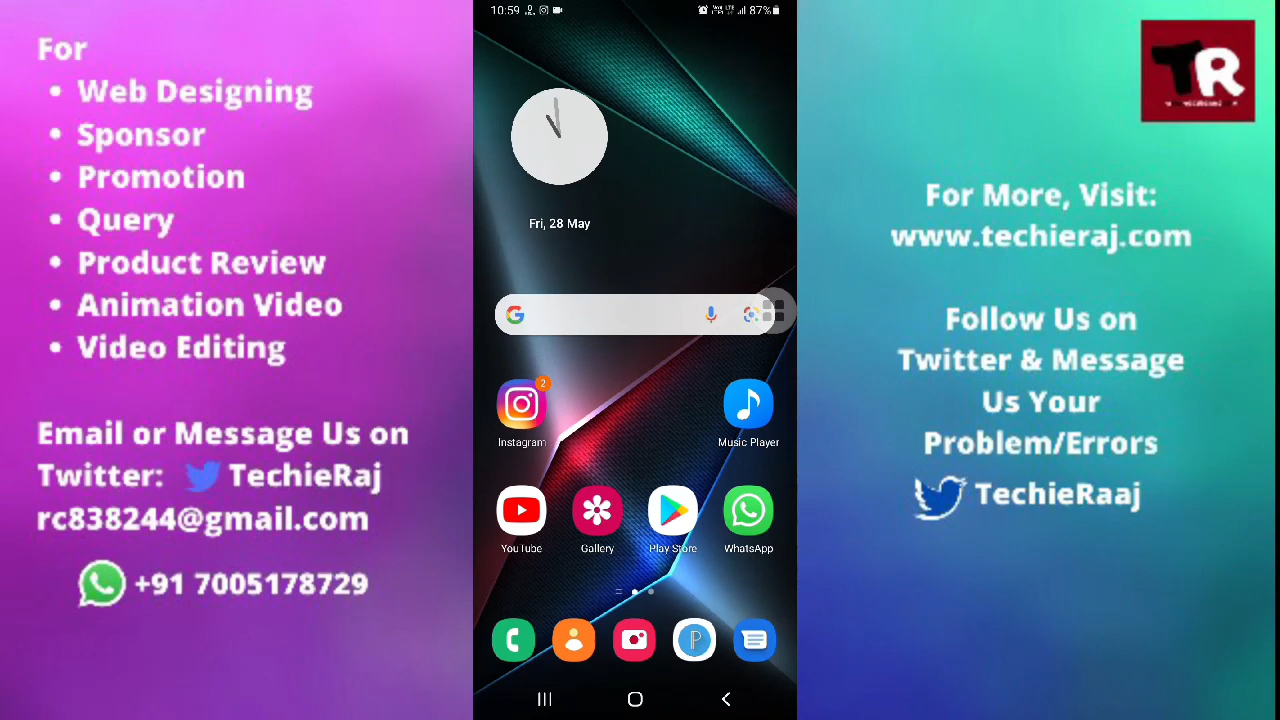 For
• Web Designing
• Sponsor
• Promotion
• Query
• Product Review
• Animation Video
• Video Editing
Email or Message Us on
Twitter: TechieRaj
rc838244@gmail.com
+91 7005178729
10:59 87%
Fri, 28 May
2
Instagram Music Player
YouTube Gallery Play Store WhatsApp
TR
For More, Visit:
www.techieraj.com
Follow Us on
Twitter & Message
Us Your
Problem/Errors
TechieRaaj